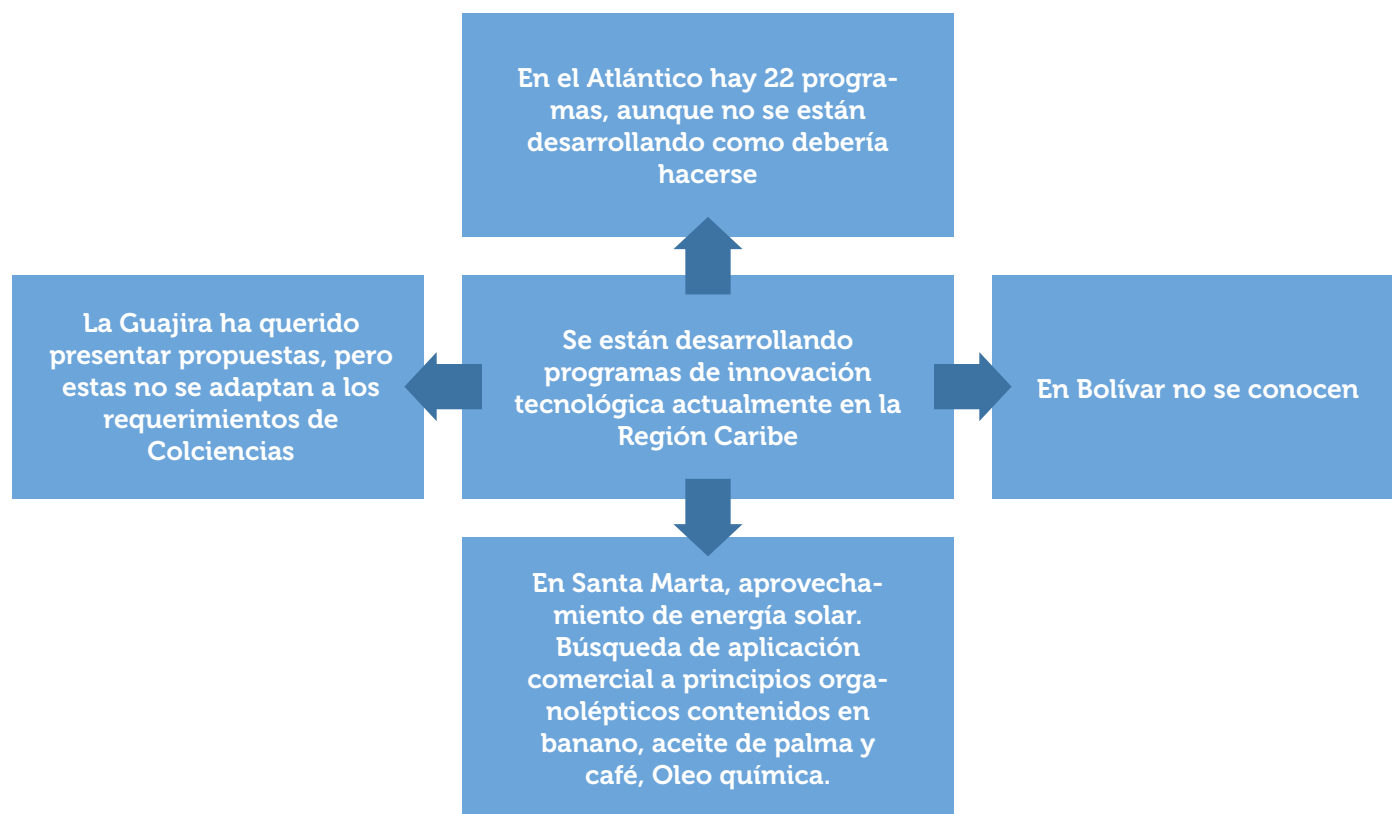 En el Atlántico hay 22 progra-
mas, aunque no se están
desarrollando como debería
hacerse
La Guajira ha querido
presentar propuestas, pero
estas no se adaptan a los
requerimientos de
Colciencias
Se están desarrollando
programas de innovación
tecnológica actualmente en la
Región Caribe
En Bolívar no se conocen
En Santa Marta, aprovecha-
miento de energía solar.
Búsqueda de aplicación
comercial a principios orga-
nolépticos contenidos en
banano, aceite de palma y
café, Oleo química.